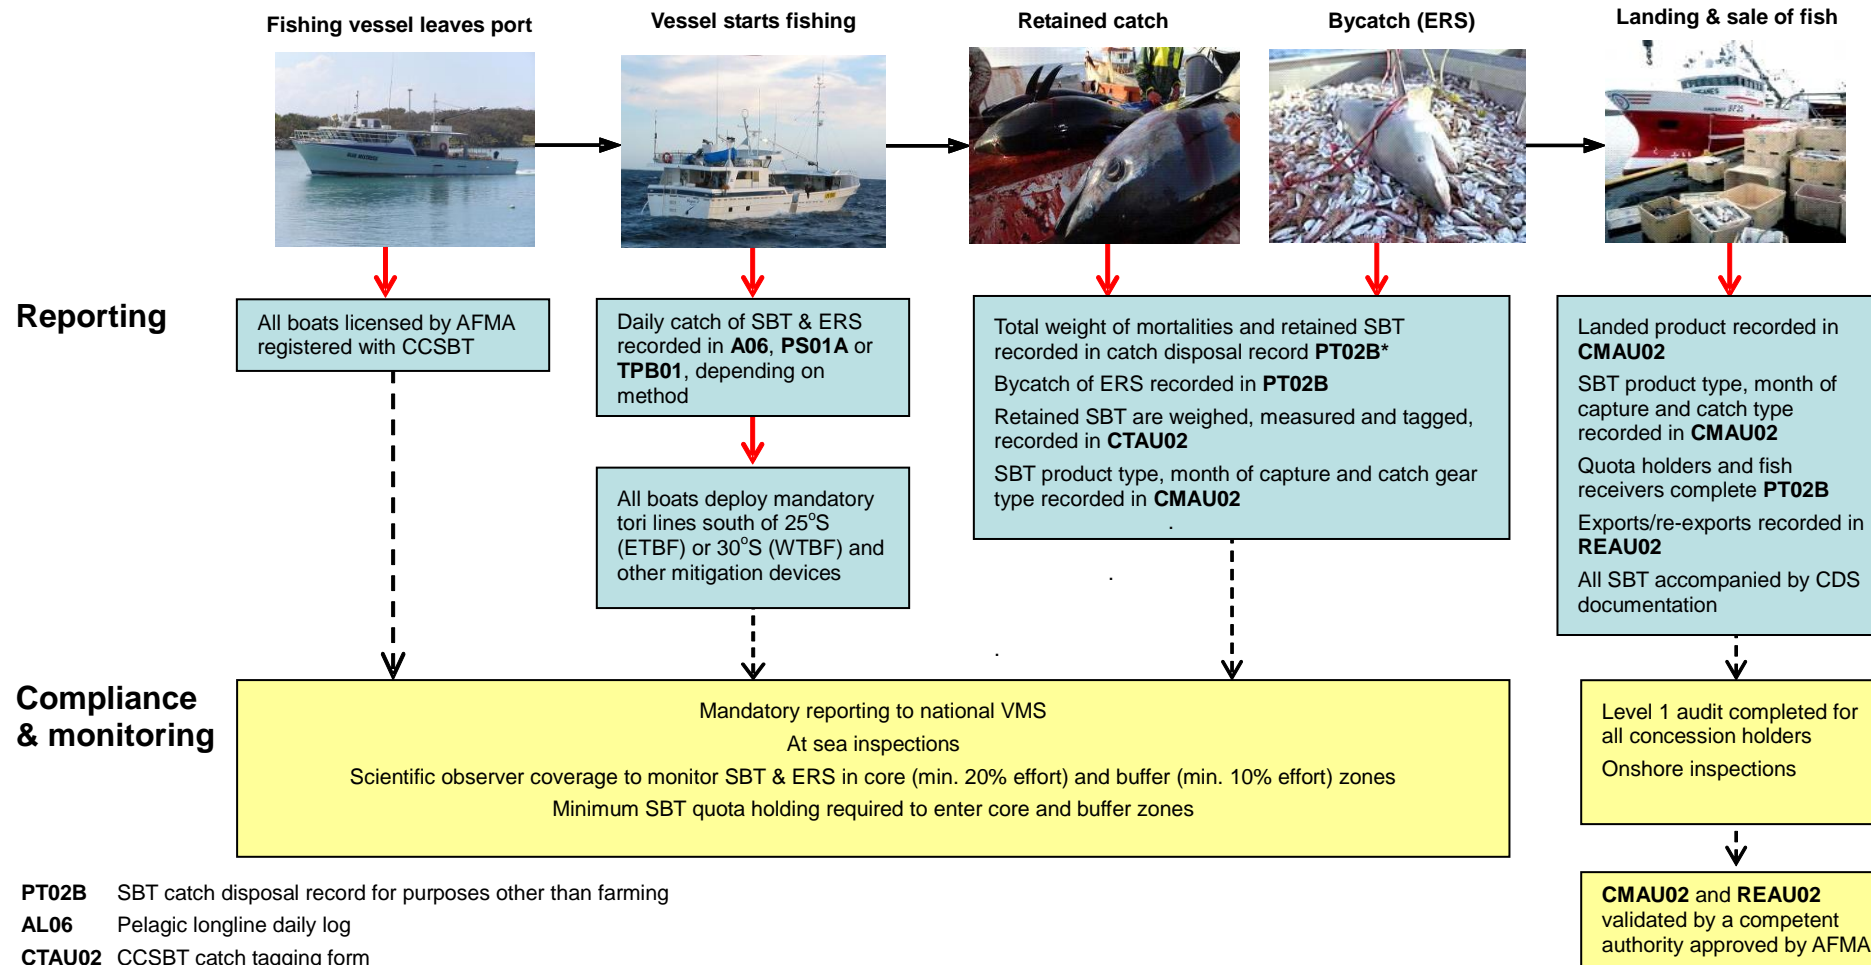 Fishing vessel leaves port
Vessel starts fishing
Retained catch
Bycatch (ERS)
Landing & sale of fish
Reporting
All boats licensed by AFMA
registered with CCSBT
Daily catch of SBT & ERS
recorded in A06, PS01A or
TPB01, depending on
method
All boats deploy mandatory
tori lines south of 25°S
(ETBF) or 30°S (WTBF) and
other mitigation devices
Total weight of mortalities and retained SBT
recorded in catch disposal record PT02B*
Bycatch of ERS recorded in PT02B
Retained SBT are weighed, measured and tagged,
recorded in CTAU02
SBT product type, month of capture and catch gear
type recorded in CMAU02
Landed product recorded in
CMAU02
SBT product type, month of
capture and catch type
recorded in CMAU02
Quota holders and fish
receivers complete PT02B
Exports/re-exports recorded in
REAU02
All SBT accompanied by CDS
documentation
Compliance
& monitoring
Mandatory reporting to national VMS
At sea inspections
Scientific observer coverage to monitor SBT & ERS in core (min. 20% effort) and buffer (min. 10% effort) zones
Minimum SBT quota holding required to enter core and buffer zones
Level 1 audit completed for
all concession holders
Onshore inspections
CMAU02 and REAU02
validated by a competent
authority approved by AFMA
PT02B SBT catch disposal record for purposes other than farming
AL06 Pelagic longline daily log
CTAU02 CCSBT catch tagging form